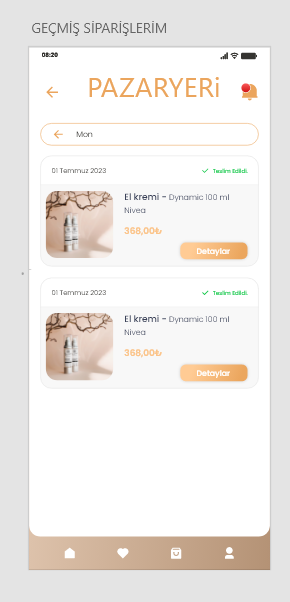 GEÇMİŞ SİPARİŞLERİM
08:20
PAZARYERi
Mon
01 Temmuz 2023
Teslim Edildi.
El kremi - Dynamic 100 ml
Nivea
368,00₺
Detaylar
01 Temmuz 2023
Teslim Edildi.
El kremi - Dynamic 100 ml
Nivea
368,00₺
Detaylar